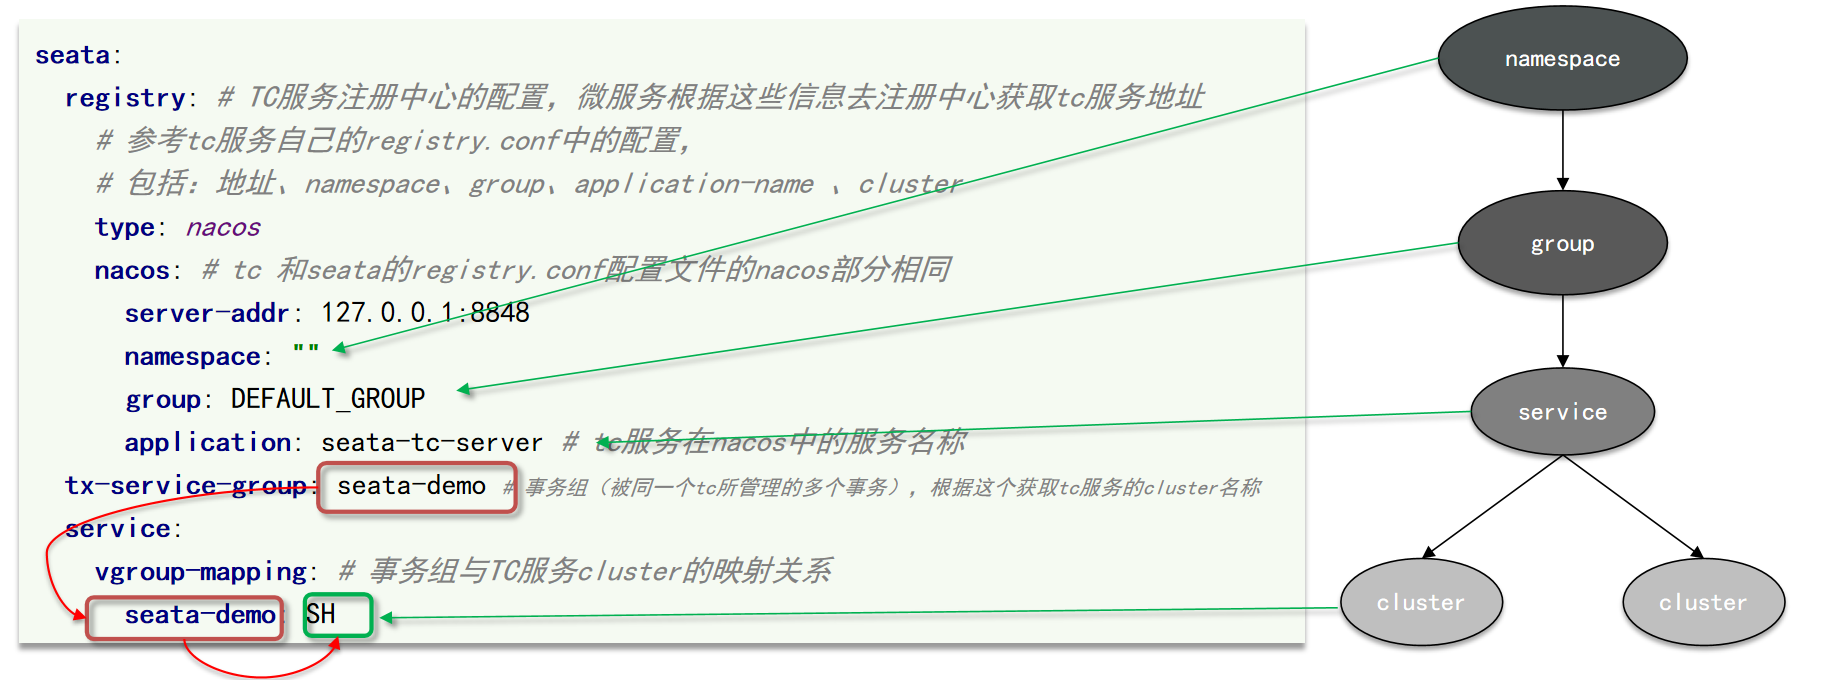 seata:
registry: # TC服务注册中心的配置，微服务根据这些信息去注册中心获取tc服务地址
# 参考tc服务自己的registry.conf中的配置，
# 包括：地址、namespace、group、application-name 、cluster
type: nacos
nacos: # tc 和seata的registry.conf配置文件的nacos部分相同
server-addr: 127.0.0.1:8848
namespace: ""
group: DEFAULT_GROUP
application: seata-tc-server # tc服务在nacos中的服务名称
tx-service-group: seata-demo # 事务组（被同一个tc所管理的多个事务），根据这个获取tc服务的cluster名称
service:
vgroup-mapping: # 事务组与TC服务cluster的映射关系
seata-demo: SH
namespace
group
service
cluster
cluster